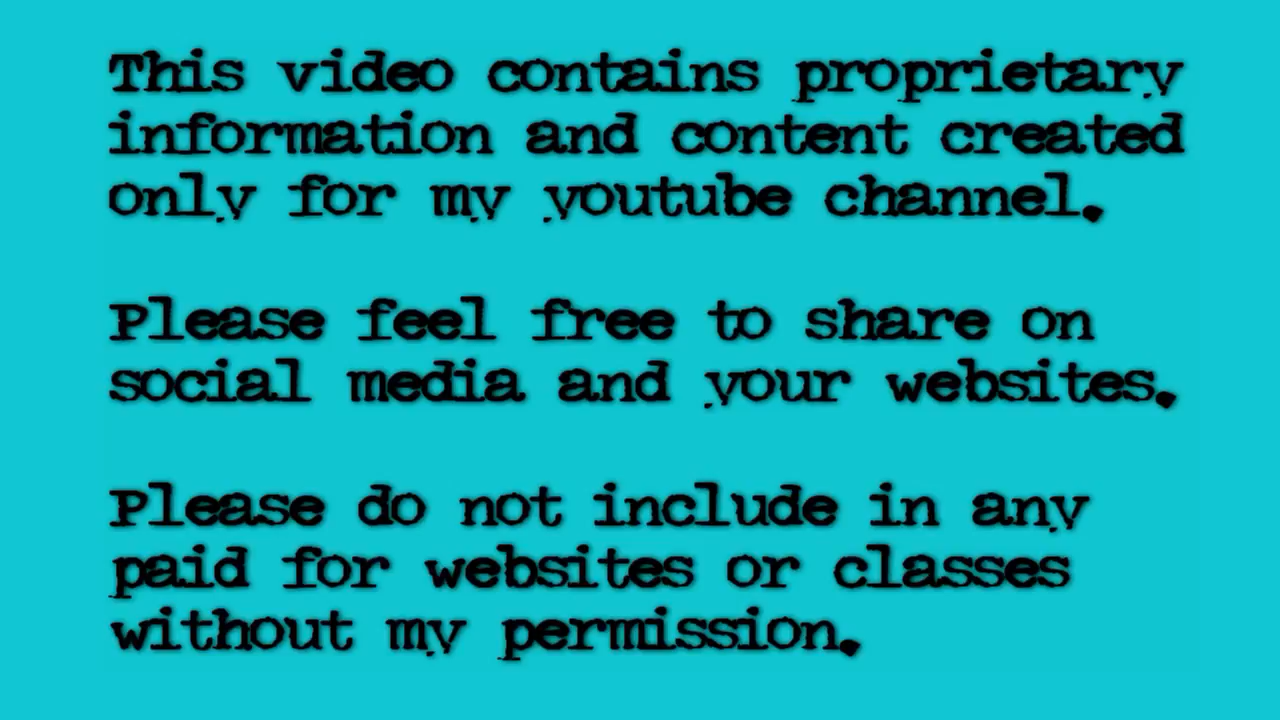 This video contains proprietary
information and content created
only for my youtube channel.
Please feel free to share on
social media and your websites.
Please do not include in any
paid for websites or classes
without my permission.